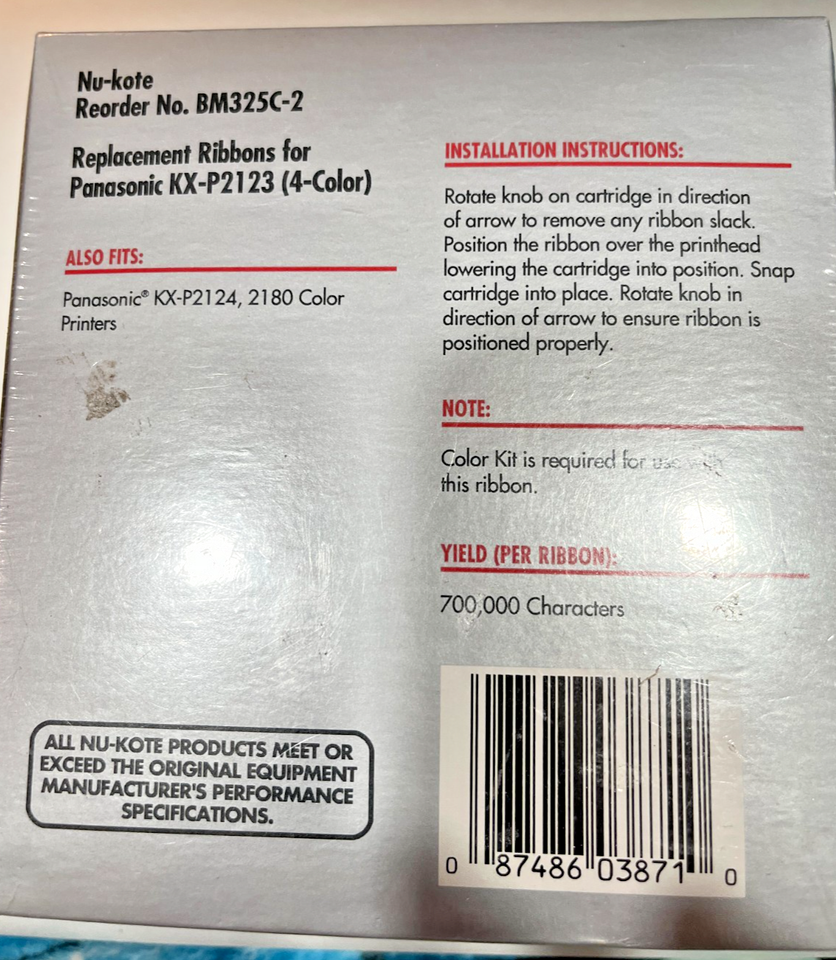 Nu-kote
Reorder No. BM325C-2
Replacement Ribbons for
Panasonic KX-P2123 (4-Color)
ALSO FITS:
Panasonic® KX-P2124, 2180 Color
Printers
ALL NU-KOTE PRODUCTS MEET OR
EXCEED THE ORIGINAL EQUIPMENT
MANUFACTURER'S PERFORMANCE
SPECIFICATIONS.
INSTALLATION INSTRUCTIONS:
Rotate knob on cartridge in direction
of arrow to remove any ribbon slack.
Position the ribbon over the printhead
lowering the cartridge into position. Snap
cartridge into place. Rotate knob in
direction of arrow to ensure ribbon is
positioned properly.
NOTE:
Color Kit is required for use with
this ribbon.
YIELD (PER RIBBON):
700,000 Characters
0 87486 03871 0